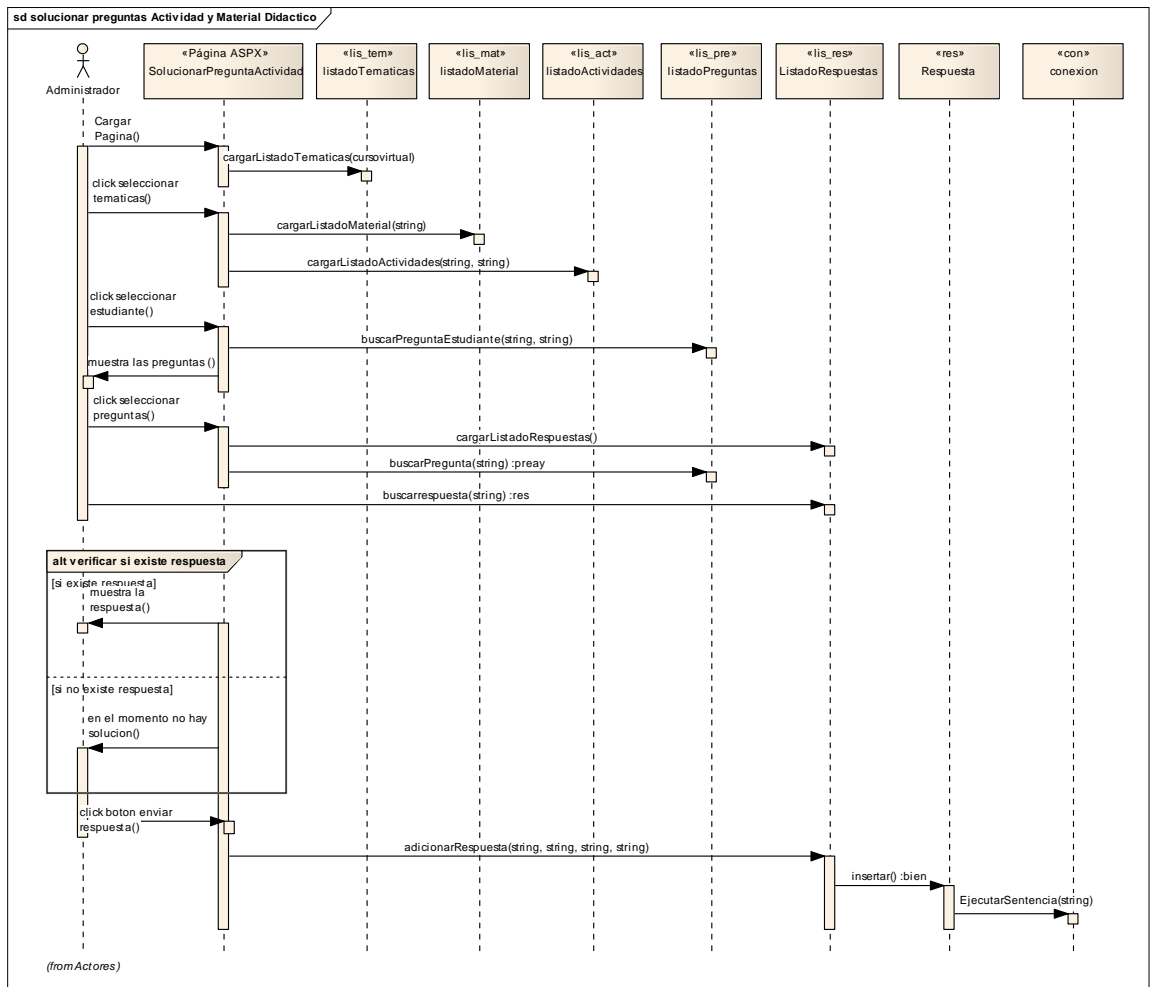 sd solucionar preguntas Actividad y Material Didactico
Administrador
«Página ASPX»
SolucionarPreguntaActividad
«lis_tem»
listadoTematicas
«lis_mat»
listadoMaterial
«lis_act»
listadoActividades
«lis_pre»
listadoPreguntas
«lis_res»
ListadoRespuestas
«res»
Respuesta
«con»
conexion
Cargar
Pagina()
cargarListadoTematicas(cursovirtual)
click seleccionar
tematicas()
cargarListadoMaterial(string)
cargarListadoActividades(string, string)
click seleccionar
estudiante()
buscarPreguntaEstudiante(string, string)
muestra las preguntas ()
click seleccionar
preguntas()
cargarListadoRespuestas()
buscarPregunta(string) :preay
buscarrespuesta(string) :res
alt verificar si existe respuesta
[si existe respuesta]
muestra la
respuesta()
[si no existe respuesta]
en el momento no hay
solucion()
click boton enviar
respuesta()
adicionarRespuesta(string, string, string, string)
insertar() :bien
EjecutarSentencia(string)
(from Actores)